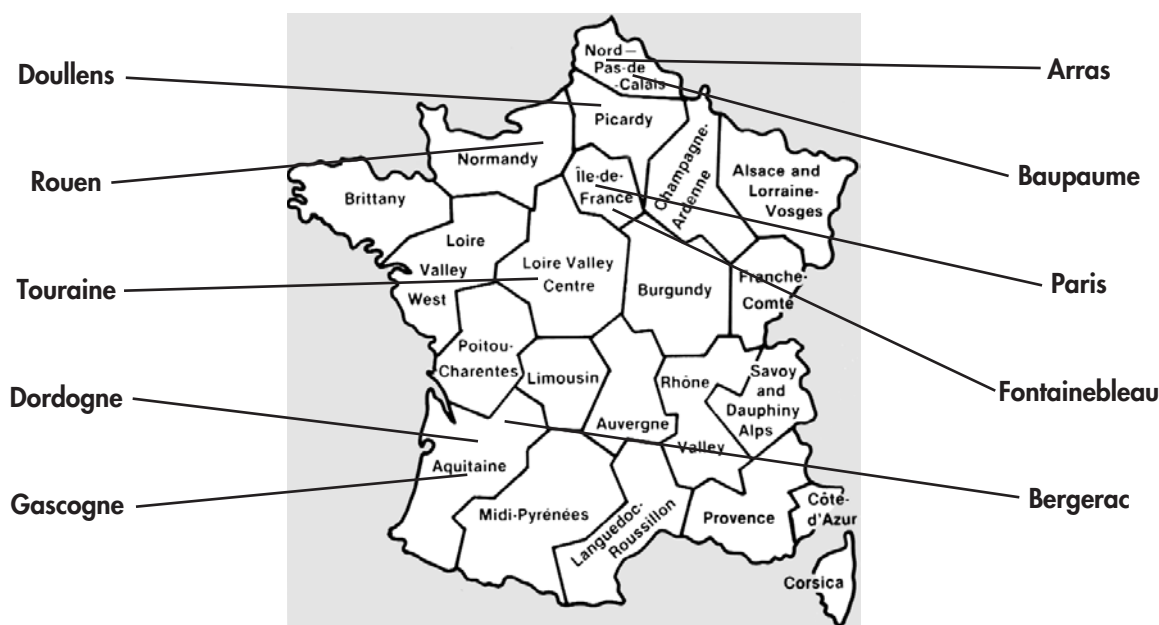 Doullens
Rouen
Touraine
Dordogne
Gascogne
Nord –
Pas-de
-Calais
Picardy
Normandy
Île-de-
France
Champagne-
Ardenne
Alsace and
Lorraine-
Vosges
Brittany
Loire
Valley
West
Loire Valley
Centre
Burgundy
Franche-
Comté
Poitou-
Charentes
Limousin
Auvergne
Rhône
Valley
Savoy
and
Dauphiny
Alps
Aquitaine
Midi-Pyrénées
Languedoc-
Roussillon
Provence
Côte-
d'Azur
Corsica
Arras
Baupaume
Paris
Fontainebleau
Bergerac